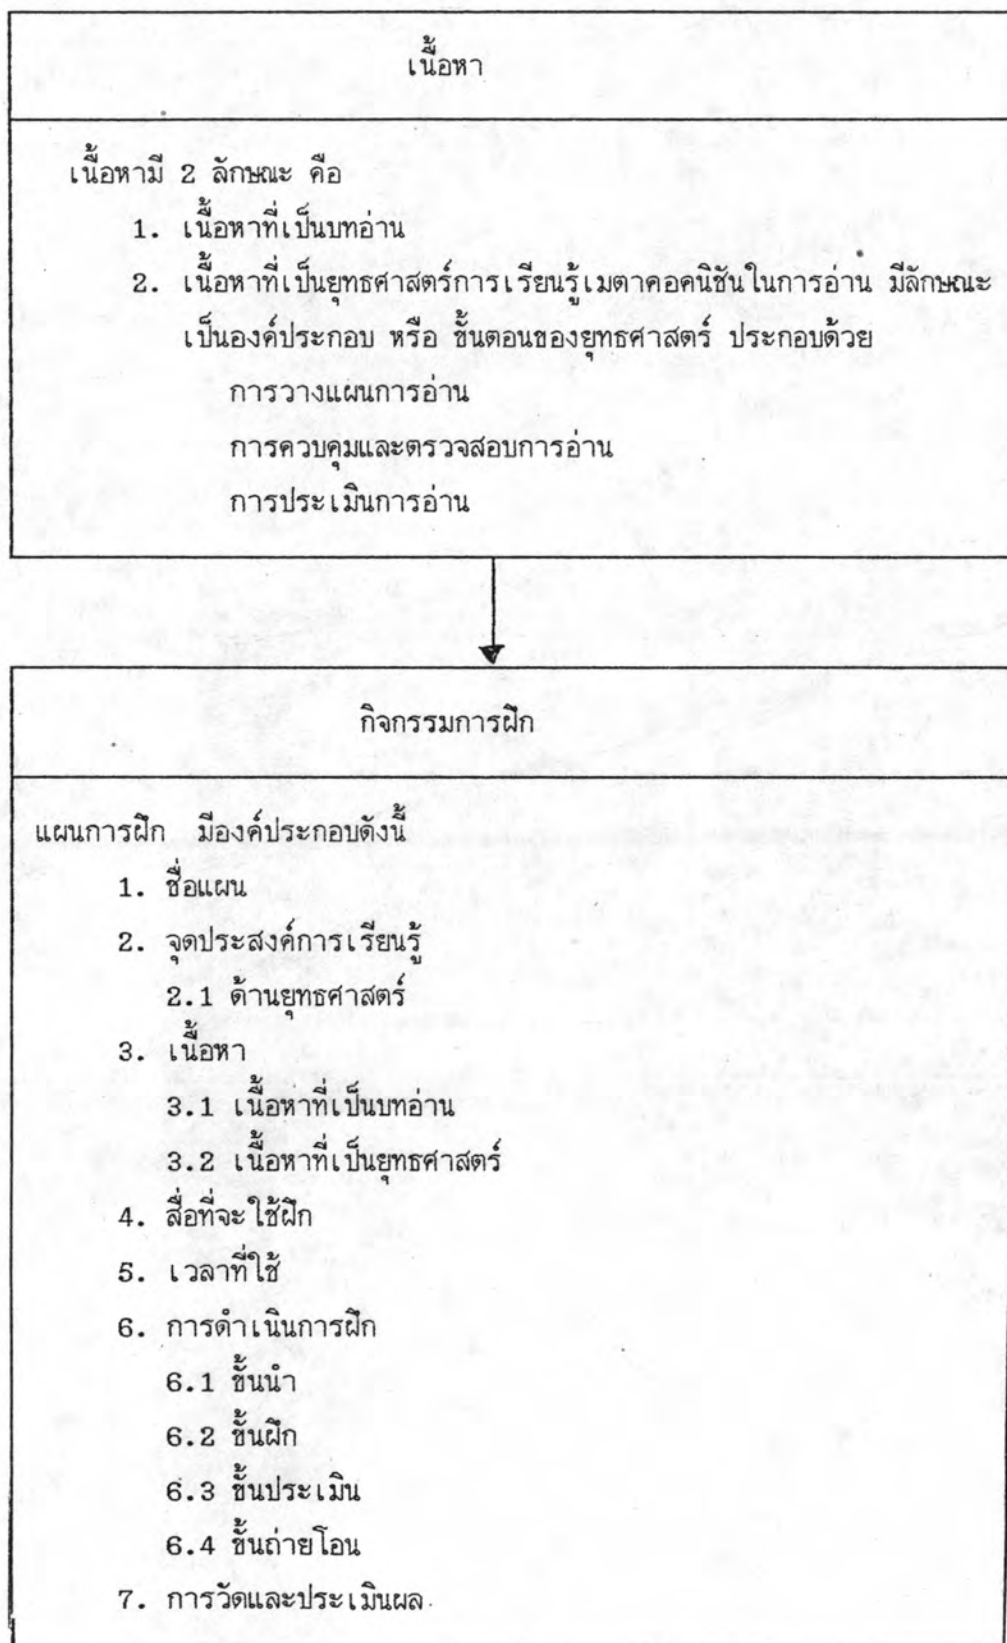 เนื้อหา
เนื้อหามี 2 ลักษณะ คือ
1. เนื้อหาที่เป็นบทอ่าน
2. เนื้อหาที่เป็นยุทธศาสตร์การเรียนรู้เมตาคอคนิชันในการอ่าน มีลักษณะ
เป็นองค์ประกอบ หรือ ขั้นตอนของยุทธศาสตร์ ประกอบด้วย
การวางแผนการอ่าน
การควบคุมและตรวจสอบการอ่าน
การประเมินการอ่าน
กิจกรรมการฝึก
แผนการฝึก มีองค์ประกอบดังนี้
1. ชื่อแผน
2. จุดประสงค์การเรียนรู้
2.1 ด้านยุทธศาสตร์
3. เนื้อหา
3.1 เนื้อหาที่เป็นบทอ่าน
3.2 เนื้อหาที่เป็นยุทธศาสตร์
4. สื่อที่จะใช้ฝึก
5. เวลาที่ใช้
6. การดำเนินการฝึก
6.1 ขั้นนำ
6.2 ขั้นฝึก
6.3 ขั้นประเมิน
6.4 ขั้นถ่ายโอน
7. การวัดและประเมินผล